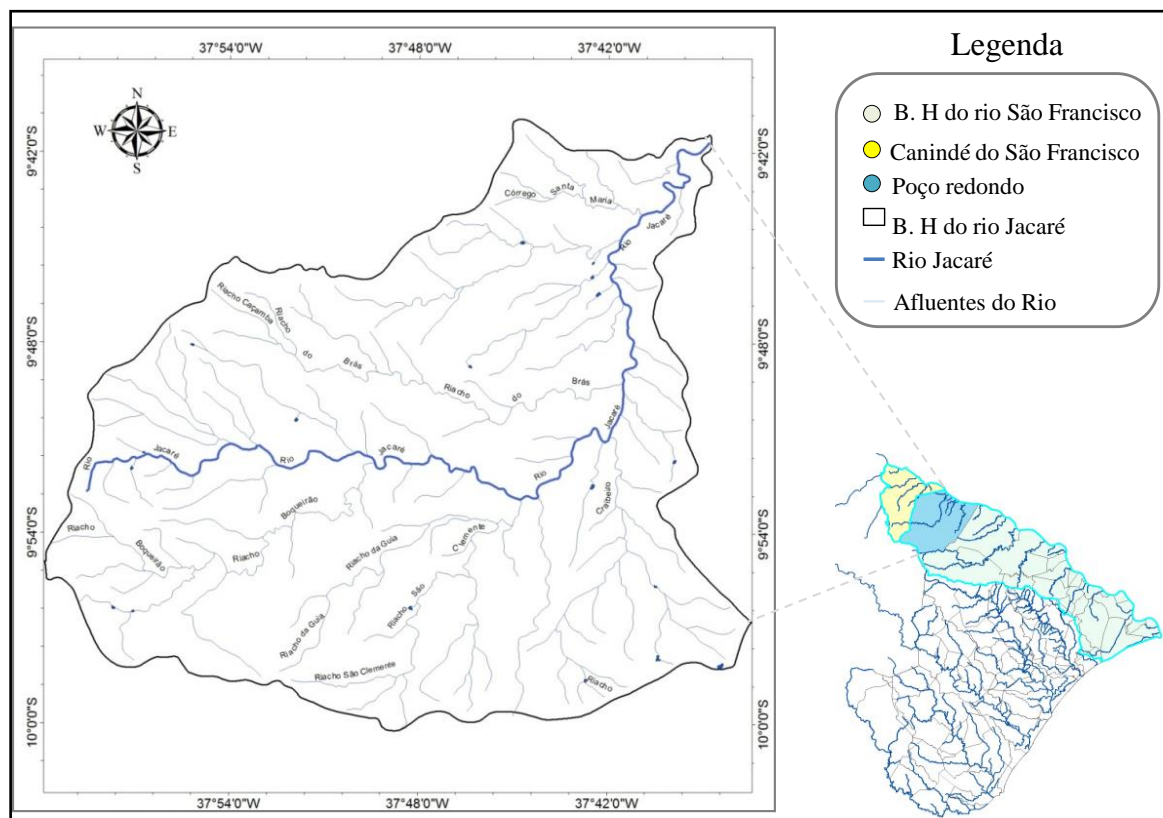 37°54'0"W
37°48'0"W
37°42'0"W
Legenda
B. H do rio São Francisco
Canindé do São Francisco
Poço redondo
B. H do rio Jacaré
Rio Jacaré
Afluentes do Rio
N
W
E
S
9°42'0"S
9°42'0"S
Córrego
Santa
Maria
Rio
Jacaré
Riacho Caçamba
Riacho
do
Brás
Riacho
do
Brás
9°48'0"S
9°48'0"S
Rio
Jacaré
Rio
Jacaré
Rio
Jacaré
Craibeiro
Riacho
Boqueirão
Riacho
Boqueirão
Riacho da Guia
Clemente
9°54'0"S
9°54'0"S
Riacho da Guia
Riacho São
Riacho São Clemente
Riacho
10°0'0"S
10°0'0"S
37°54'0"W
37°48'0"W
37°42'0"W